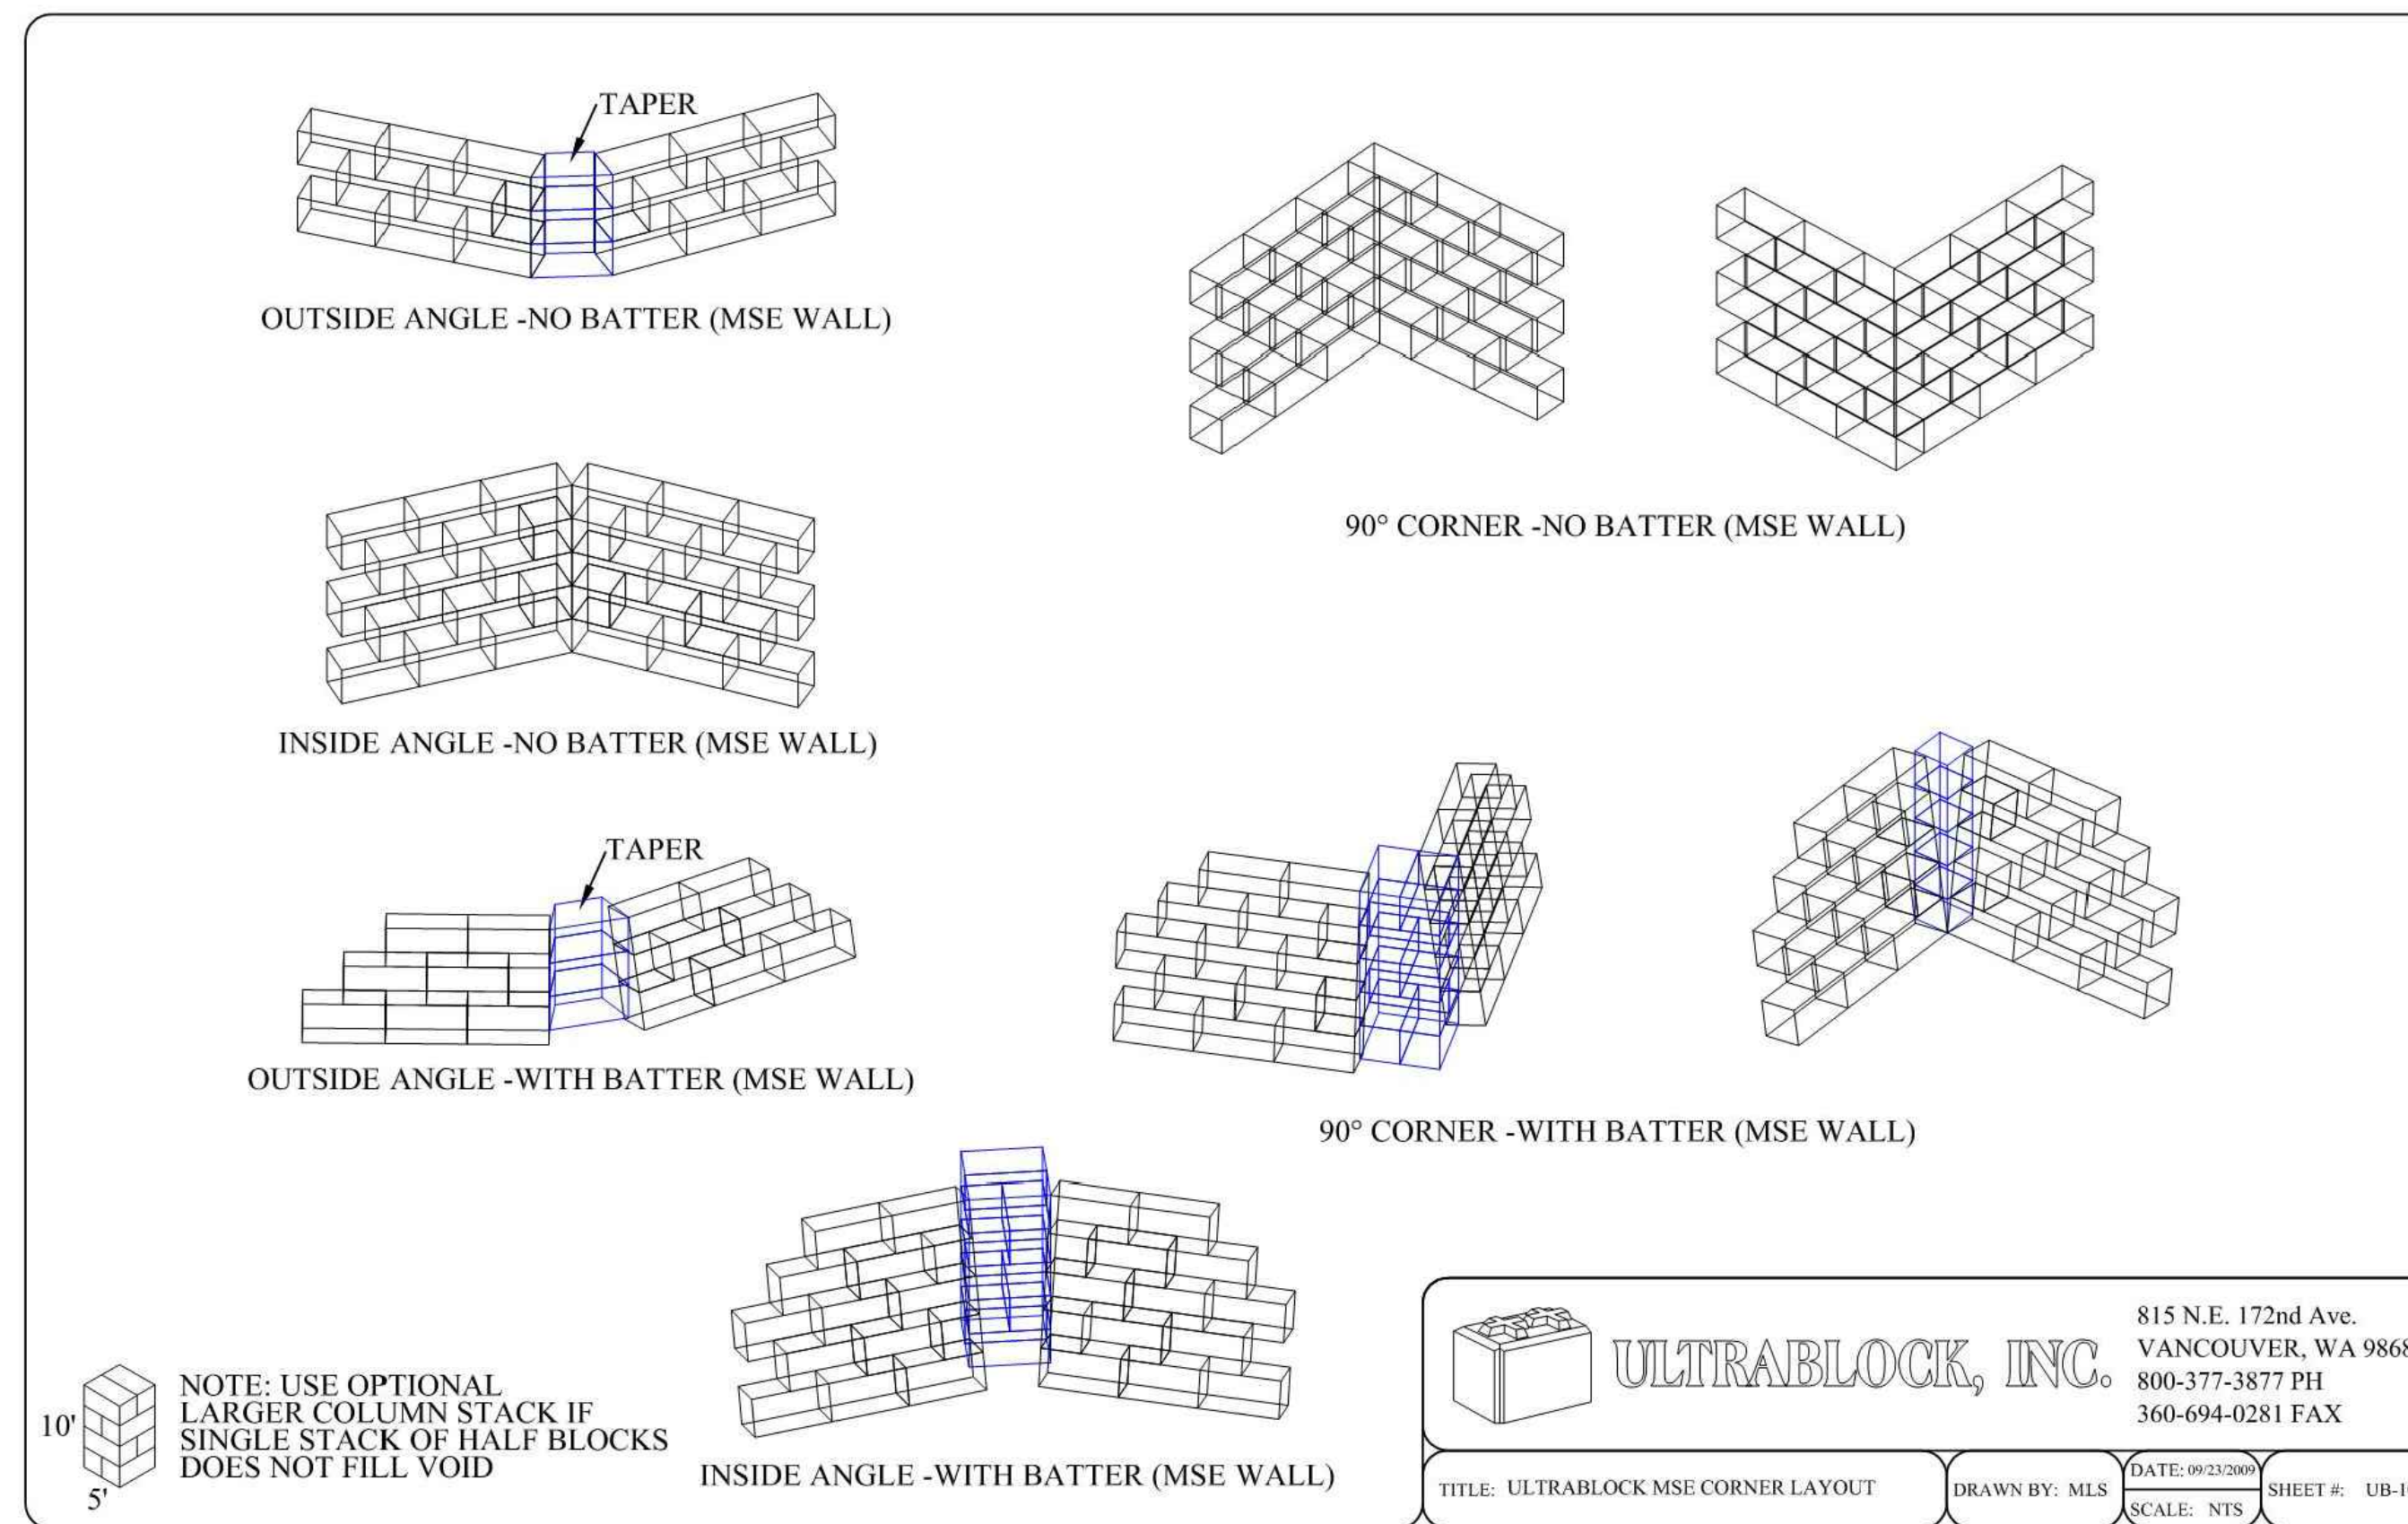 TAPER
OUTSIDE ANGLE -NO BATTER (MSE WALL)
90° CORNER -NO BATTER (MSE WALL)
INSIDE ANGLE -NO BATTER (MSE WALL)
TAPER
OUTSIDE ANGLE -WITH BATTER (MSE WALL)
90° CORNER -WITH BATTER (MSE WALL)
10'
5'
NOTE: USE OPTIONAL
LARGER COLUMN STACK IF
SINGLE STACK OF HALF BLOCKS
DOES NOT FILL VOID
INSIDE ANGLE -WITH BATTER (MSE WALL)
ULTRABLOCK, INC.
815 N.E. 172nd Ave.
VANCOUVER, WA
800-377-3877 PH
360-694-0281 FAX
TITLE: ULTRABLOCK MSE CORNER LAYOUT
DRAWN BY: MLS
DATE: 09/23/2009
SCALE: NTS
SHEET #: